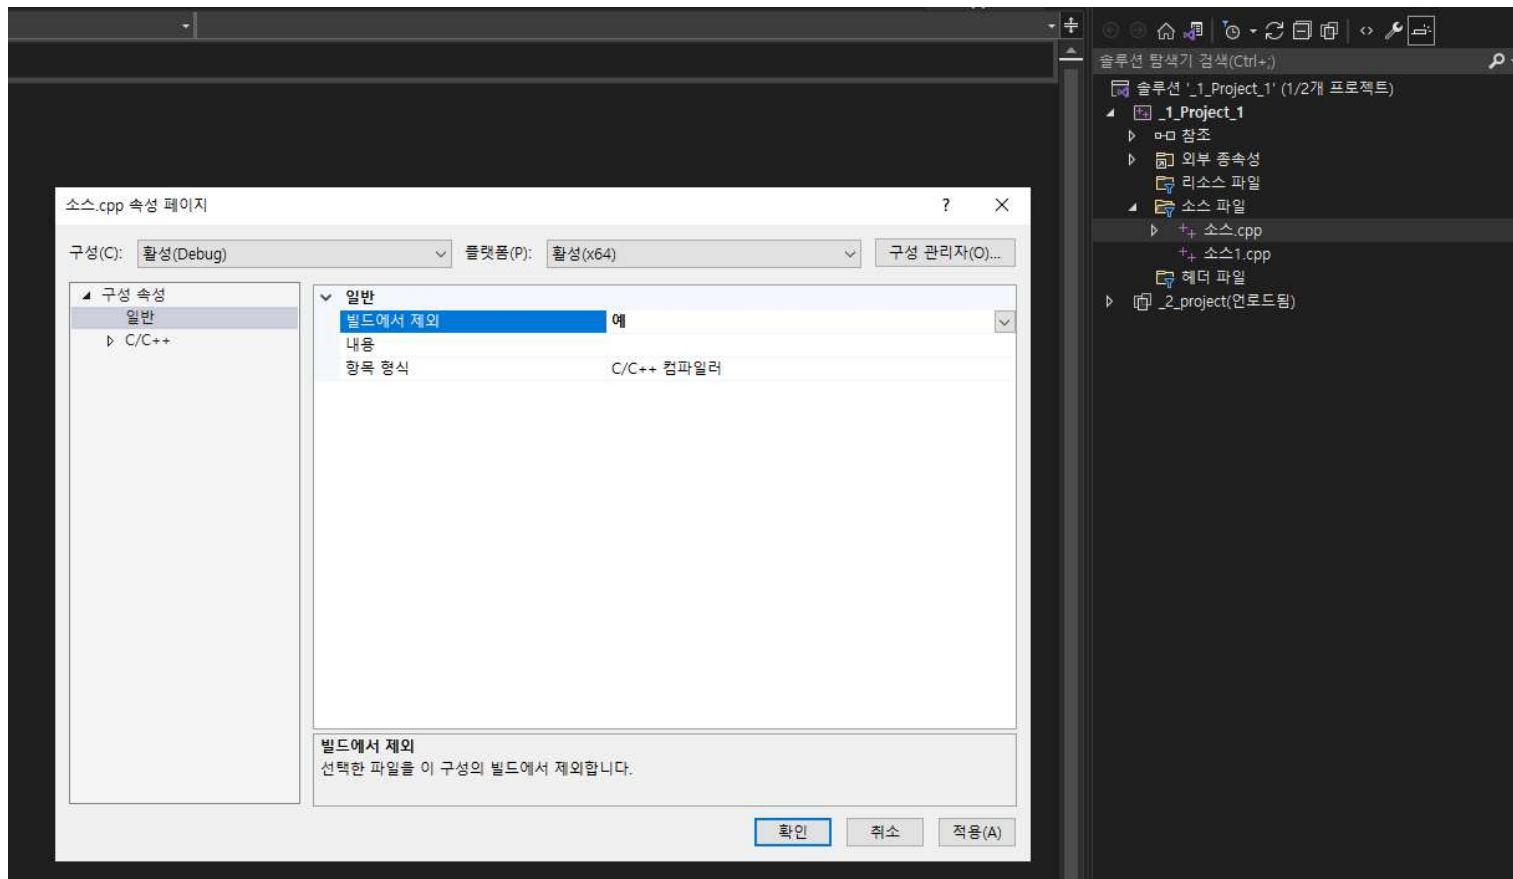 솔루션 탐색기 검색(Ctrl+;)
솔루션 '_1_Project_1' (1/2개 프로젝트)
_1_Project_1
참조
외부 종속성
리소스 파일
소스 파일
소스.cpp
소스1.cpp
헤더 파일
_2_project(언로드됨)
소스.cpp 속성 페이지
구성(C): 활성(Debug) 플랫폼(P): 활성(x64) 구성 관리자(O)...
구성 속성
일반
C/C++
일반
빌드에서 제외 예
내용
항목 형식 C/C++ 컴파일러
빌드에서 제외
선택한 파일을 이 구성의 빌드에서 제외합니다.
확인 취소 적용(A)